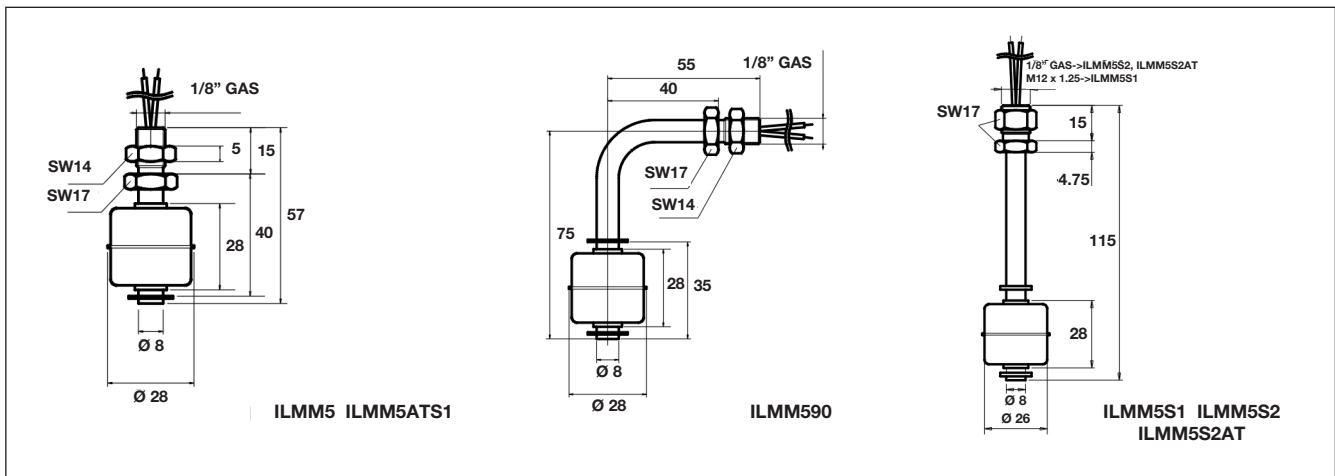 1/8” GAS
5
15
SW14
SW17
28
40
57
Ø 8
Ø 28
ILMM5 ILMM5ATS1
55
1/8” GAS
40
SW17
SW14
75
28
35
Ø 8
Ø 28
ILMM590
1/8” GAS->ILMM5S2, ILMM5S2AT
M12 x 1.25->ILMM5S1
SW17
15
4.75
115
28
Ø 8
Ø 26
ILMM5S1 ILMM5S2
ILMM5S2AT